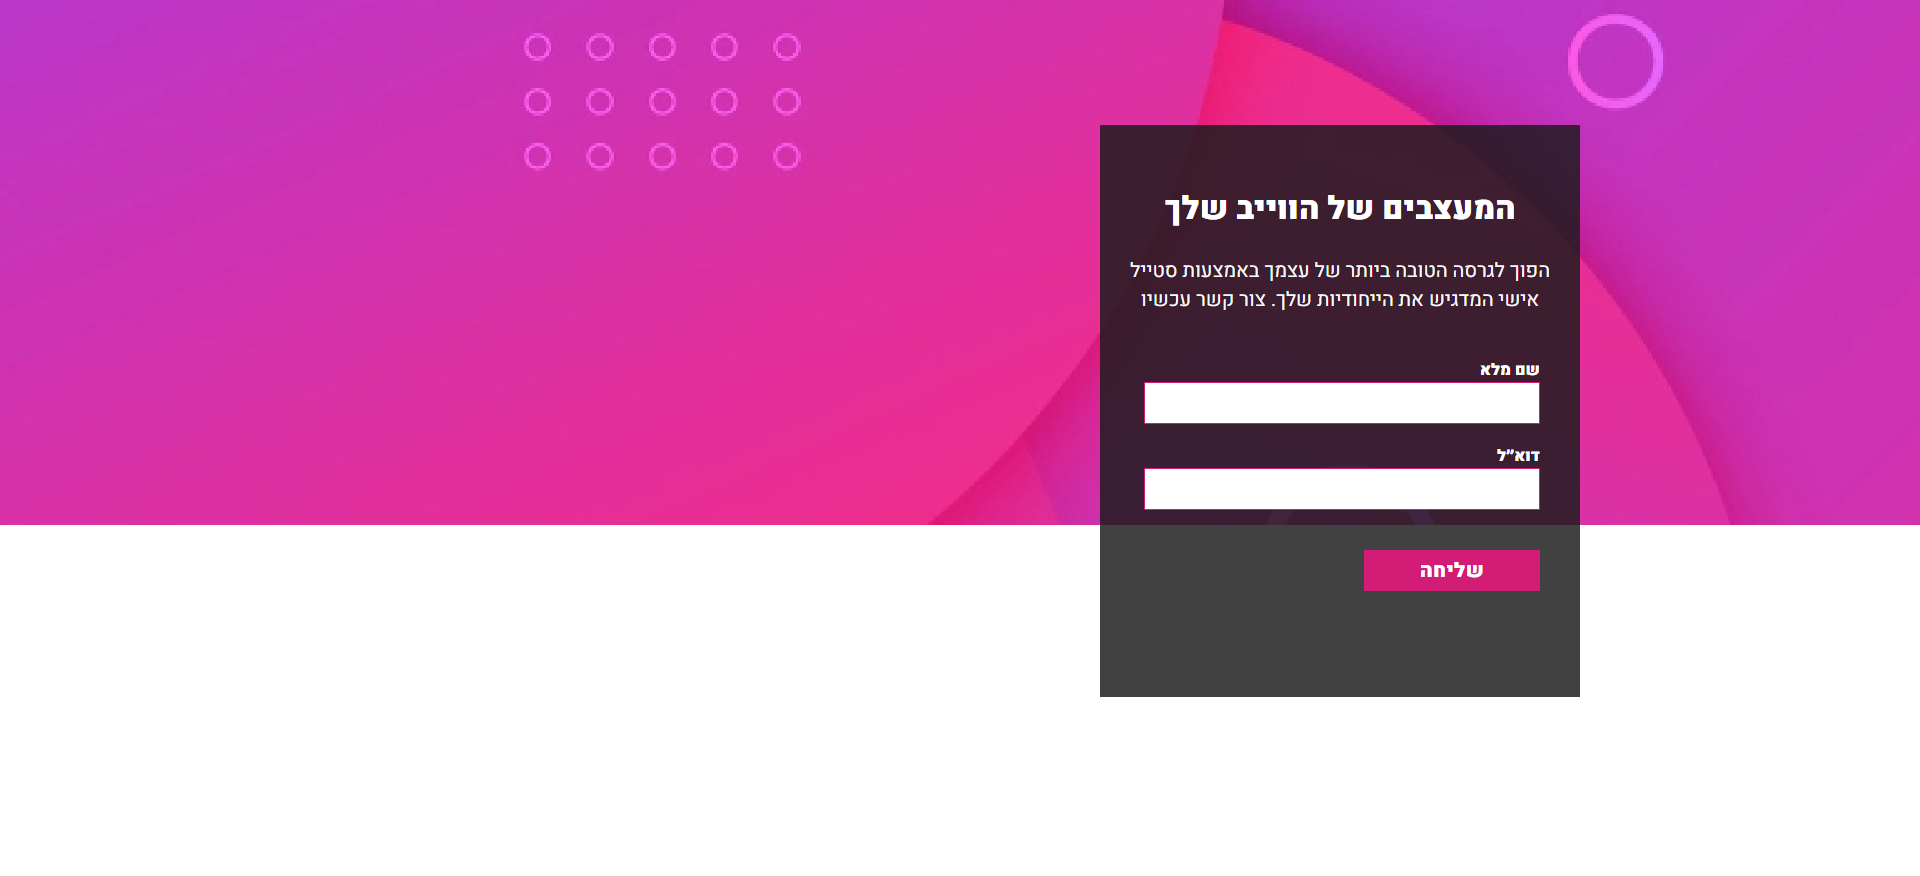 המעצבים של הווייב שלך
הפוך לגרסה הטובה ביותר של עצמך באמצעות סטייל
אישי המדגיש את הייחודיות שלך. צור קשר עכשיו
שם מלא
דוא״ל
שליחה